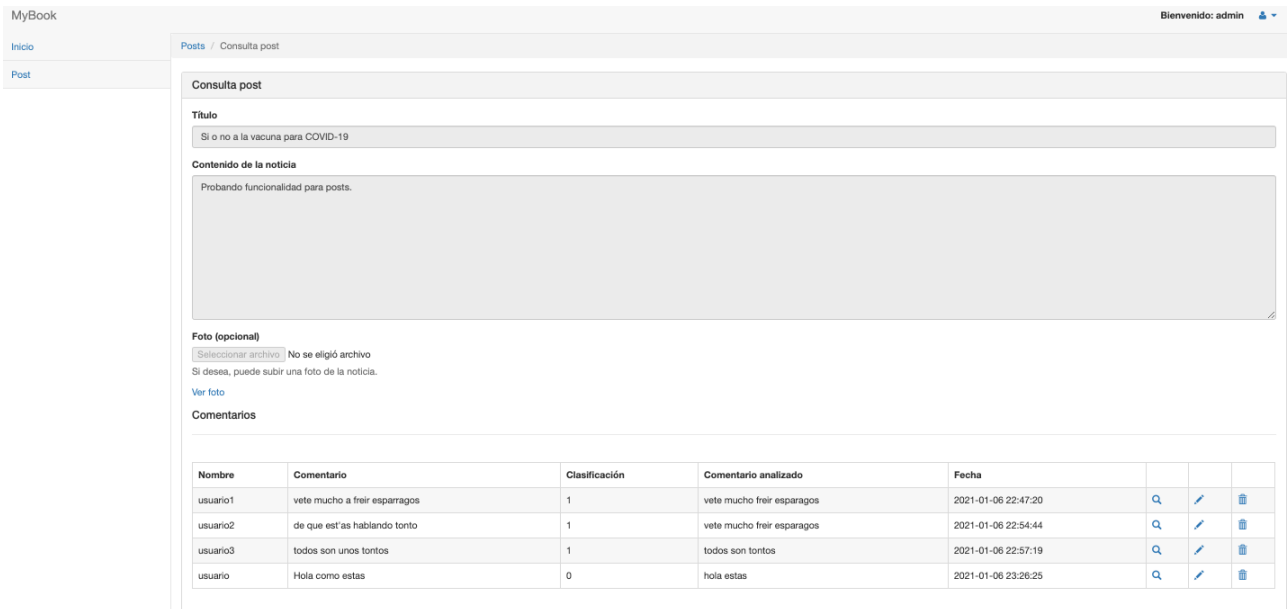 MyBook
Bienvenido: admin
Inicio
Post
Posts / Consulta post
Consulta post
Título
Si o no a la vacuna para COVID-19
Contenido de la noticia
Probando funcionalidad para posts.
Foto (opcional)
Seleccionar archivo No se eligió archivo
Si desea, puede subir una foto de la noticia.
Ver foto
Comentarios
Nombre Comentario Clasificación Comentario analizado Fecha
usuario1 vete mucho a freir esparragos 1 vete mucho freir esparagos 2021-01-06 22:47:20
usuario2 de que est'as hablando tonto 1 vete mucho freir esparagos 2021-01-06 22:54:44
usuario3 todos son unos tontos 1 todos son tontos 2021-01-06 22:57:19
usuario Hola como estas 0 hola estas 2021-01-06 23:26:25